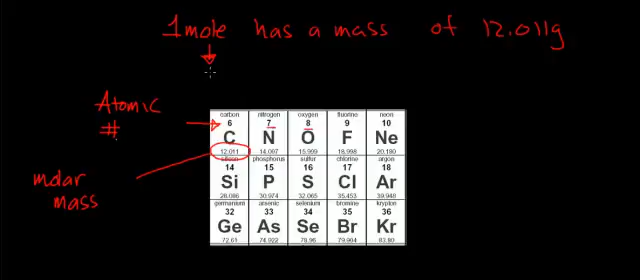 1 mole has a mass of 12.011g
Atomic
#
molar
mass
carbon nitrogen oxygen fluorine neon
6 7 8 9 10
C N O F Ne
12.011 14.007 15.999 18.998 20.180
silicon phosphorus sulfur chlorine argon
14 15 16 17 18
Si P S Cl Ar
28.086 30.974 32.065 35.453 39.948
germanium arsenic selenium bromine krypton
32 33 34 35 36
Ge As Se Br Kr
72.61 74.922 78.96 79.904 83.80